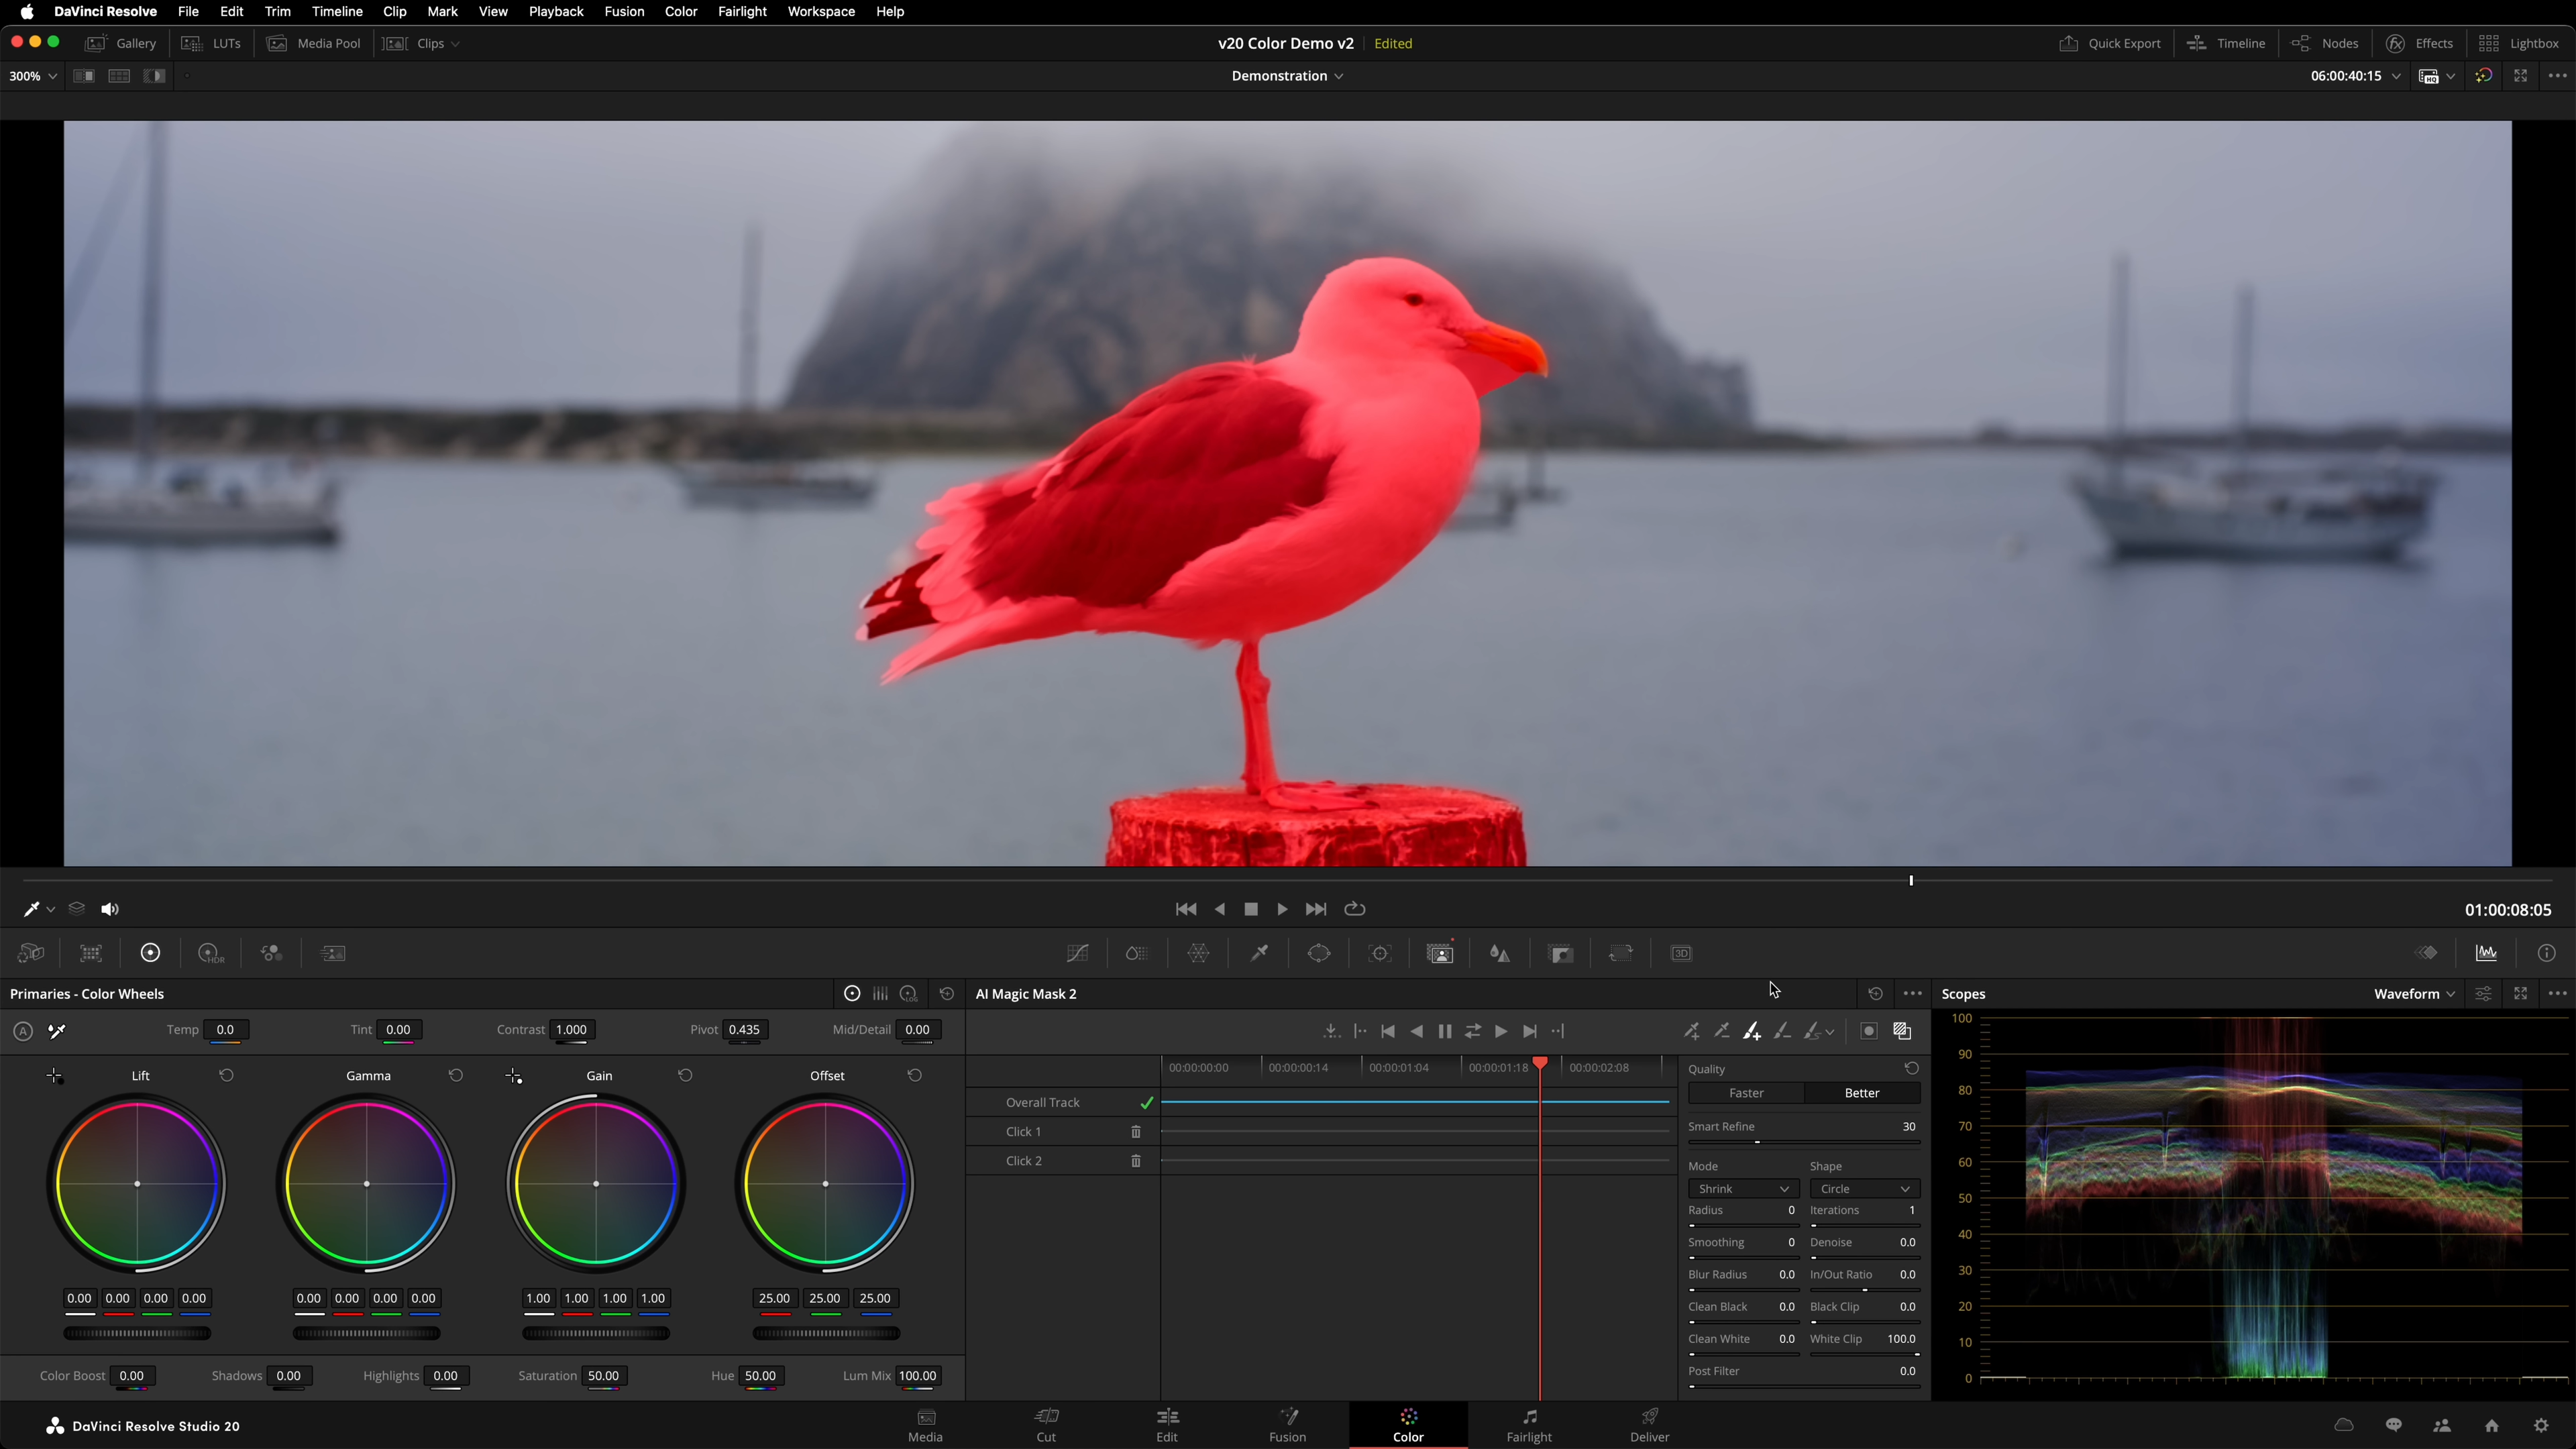 DaVinci Resolve File Edit Trim Timeline Clip Mark View Playback Fusion Color Fairlight Workspace Help
Gallery LUTs Media Pool Clips v20 Color Demo v2 Edited Quick Export Timeline Nodes Effects Lightbox
300% Demonstration 06:00:40:15
01:00:08:05
HDR 3D
Primaries - Color Wheels LOG AI Magic Mask 2 Scopes Waveform
A Temp 0.0 Tint 0.00 Contrast 1.000 Pivot 0.435 Mid/Detail 0.00
Lift Gamma Gain Offset
0.00 0.00 0.00 0.00 0.00 0.00 0.00 0.00 1.00 1.00 1.00 1.00 25.00 25.00 25.00
Color Boost 0.00 Shadows 0.00 Highlights 0.00 Saturation 50.00 Hue 50.00 Lum Mix 100.00
00:00:00:00 00:00:00:14 00:00:01:04 00:00:01:18 00:00:02:08
Overall Track
Click 1
Click 2
Quality
Faster Better
Smart Refine 30
Mode Shape
Shrink Circle
Radius 0 Iterations 1
Smoothing 0 Denoise 0.0
Blur Radius 0.0 In/Out Ratio 0.0
Clean Black 0.0 Black Clip 0.0
Clean White 0.0 White Clip 100.0
Post Filter 0.0
100
90
80
70
60
50
40
30
20
10
0
DaVinci Resolve Studio 20 Media Cut Edit Fusion Color Fairlight Deliver